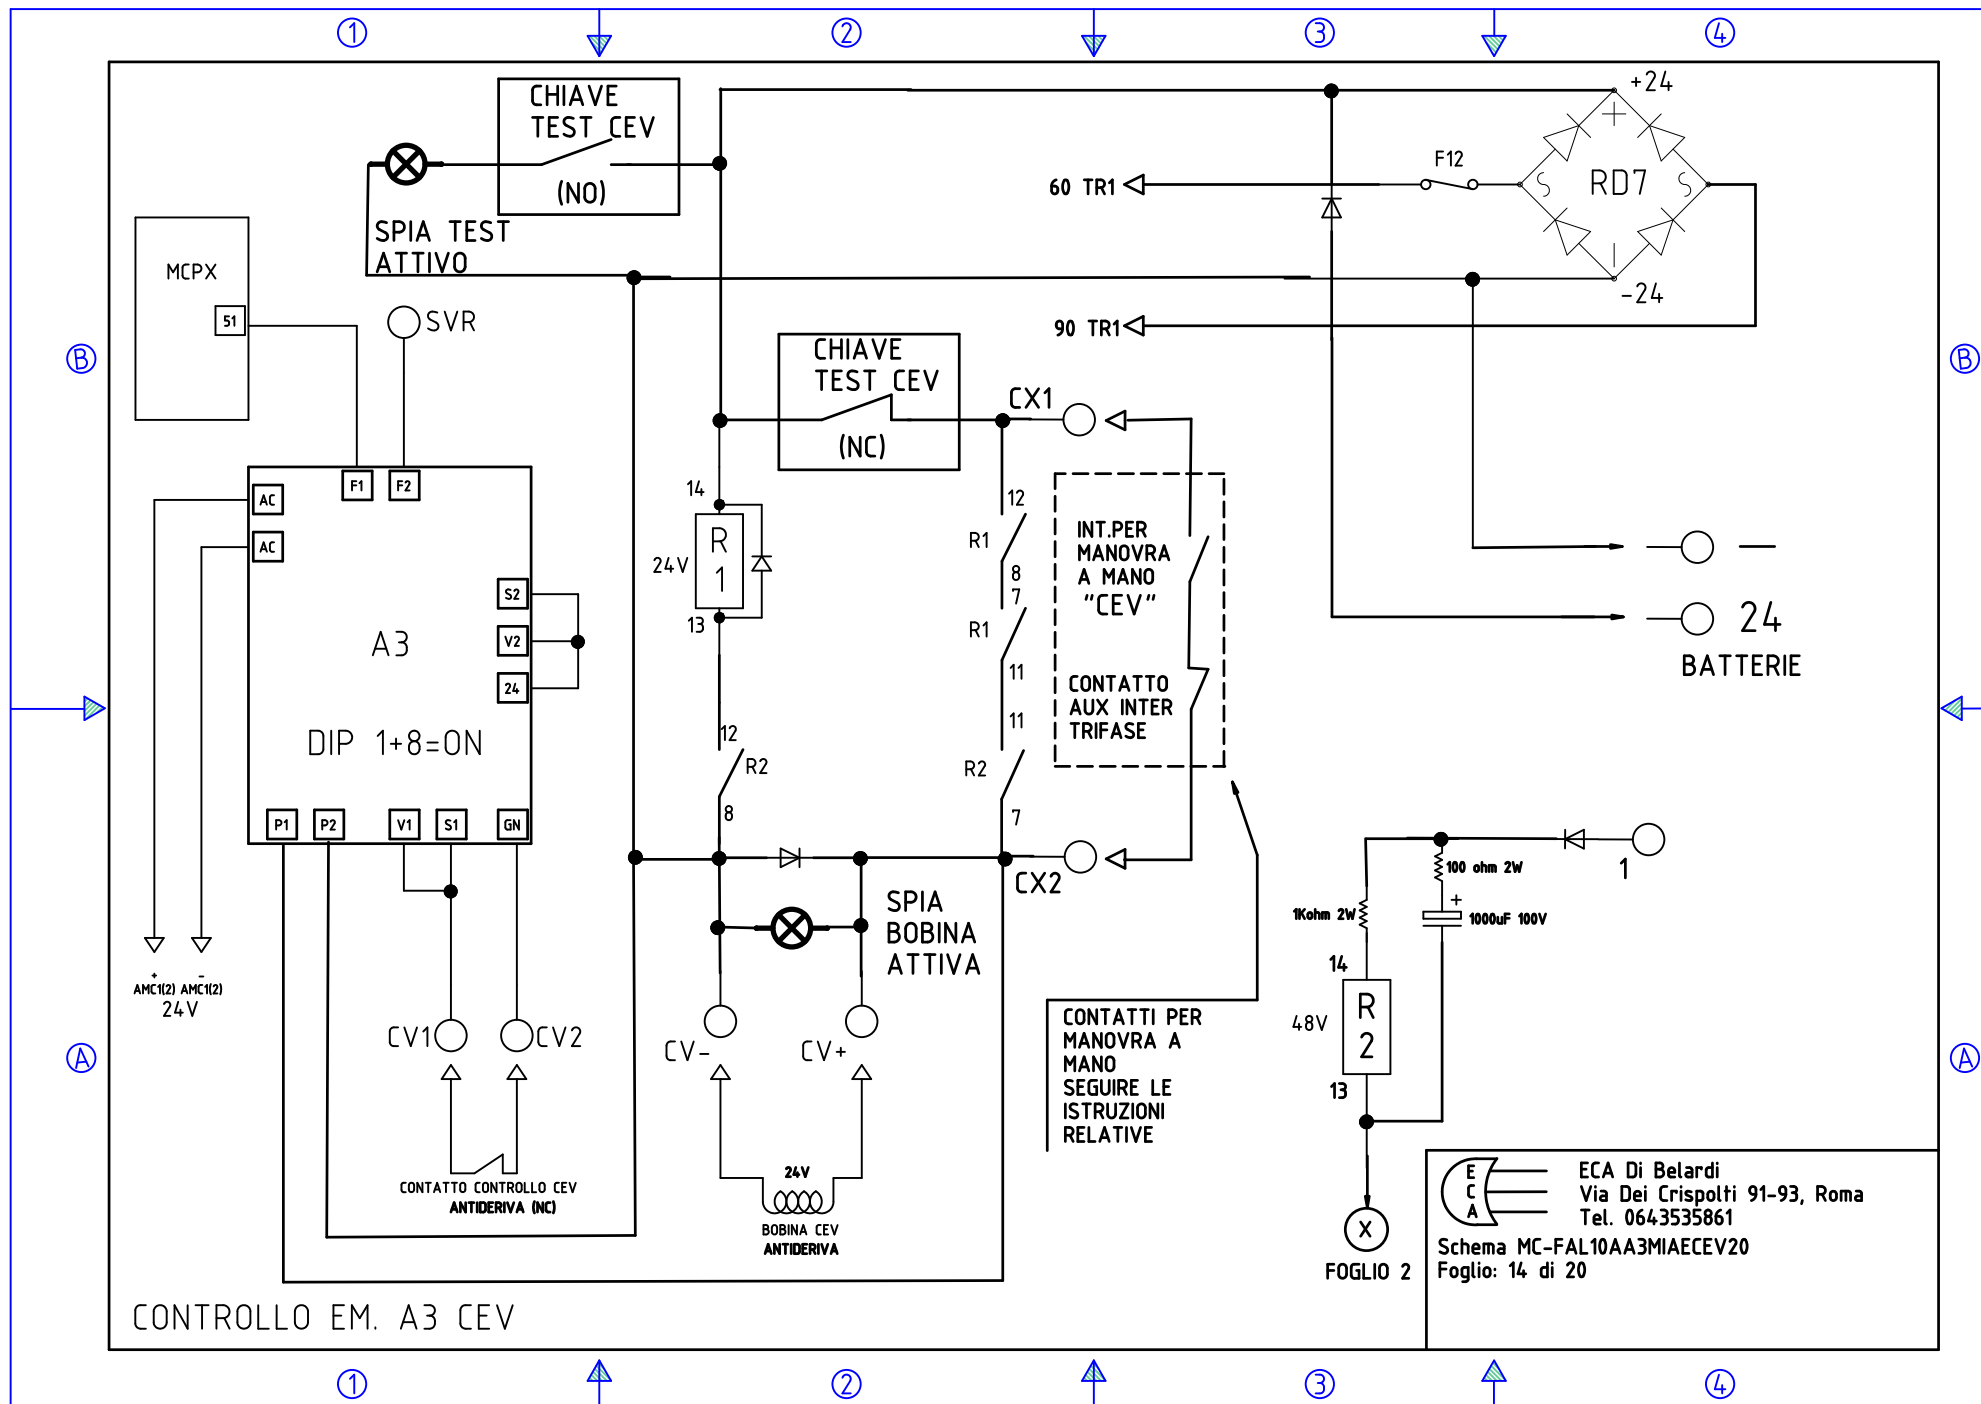 1
2
3
4
CHIAVE
TEST CEV
(NO)
+24
F12
RD7
60 TR1
-24
90 TR1
SPIA TEST
ATTIVO
MCPX
51
SVR
B
B
CHIAVE
TEST CEV
(NC)
CX1
F1
F2
AC
AC
S2
V2
24
A3
DIP 1+8=ON
P1
P2
V1
S1
GN
14
R
1
24V
13
12
R1
8
7
R1
11
11
R2
7
12
R2
8
INT.PER
MANOVRA
A MANO
"CEV"
CONTATTO
AUX INTER
TRIFASE
—
24
BATTERIE
CX2
SPIA
BOBINA
ATTIVA
1
100 ohm 2W
1Kohm 2W
+
1000uF 100V
14
R
2
48V
13
X
FOGLIO 2
+ -
AMC1(2) AMC1(2)
24V
CV1
CV2
CV-
CV+
A
A
CONTATTI PER
MANOVRA A
MANO
SEGUIRE LE
ISTRUZIONI
RELATIVE
CONTATTO CONTROLLO CEV
ANTIDERIVA (NC)
24V
BOBINA CEV
ANTIDERIVA
E
C
A
ECA Di Belardi
Via Dei Crispolti 91-93, Roma
Tel. 0643535861
Schema MC-FAL10AA3MIAECEV20
Foglio: 14 di 20
CONTROLLO EM. A3 CEV
1
2
3
4